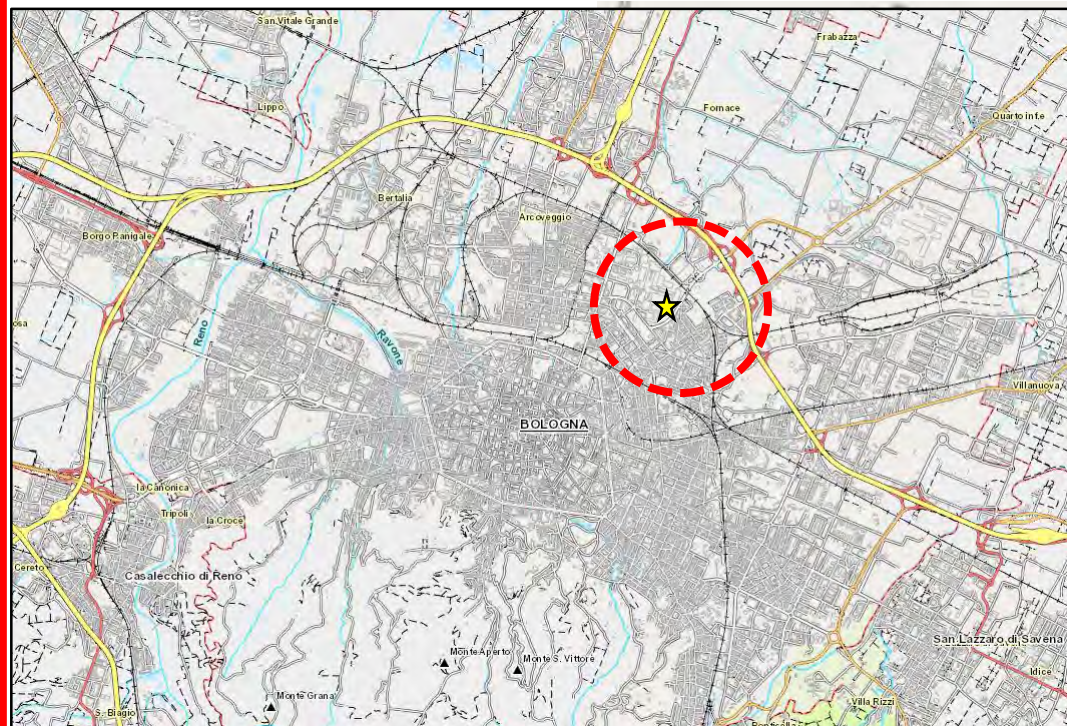 San Vitale Grande
Frabazza
Lippo
Fornace
Quarto inf.e
Bertalia
Arcoveggio
Borgo Panigale
Reno
Ravone
Villanuova
BOLOGNA
la Canonica
Tripoli
la Croce
Cereto
Casalecchio di Reno
San Lazzaro di Savena
Monte Aperto
Monte S. Vittore
Idice
Monte Grana
Villa Rizzi
S. Biagio